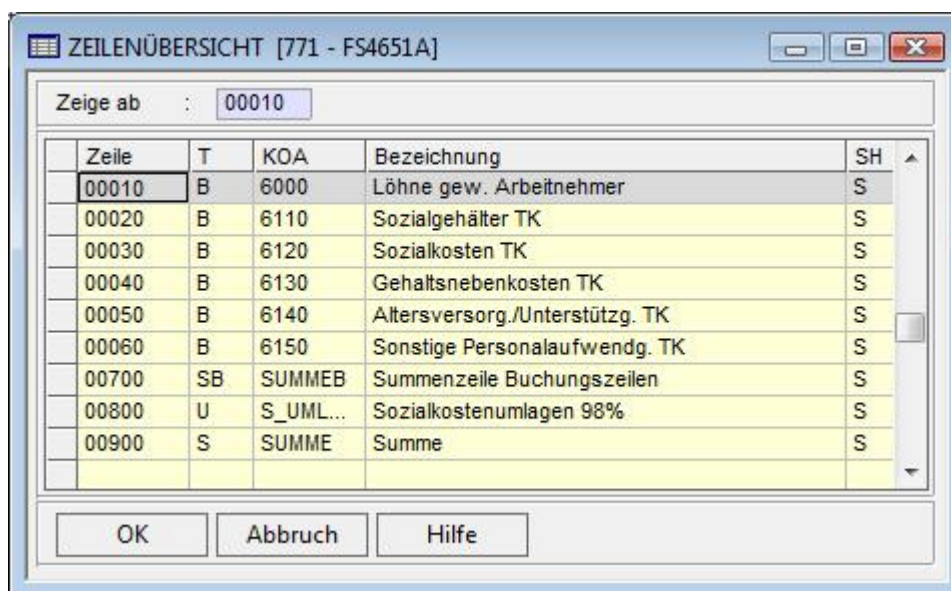 ZEILENÜBERSICHT [771 - FS4651A]
Zeige ab : 00010
Zeile T KOA Bezeichnung SH
00010 B 6000 Löhne gew. Arbeitnehmer S
00020 B 6110 Sozialgehälter TK S
00030 B 6120 Sozialkosten TK S
00040 B 6130 Gehaltsnebenkosten TK S
00050 B 6140 Altersversorg./Unterstützg. TK S
00060 B 6150 Sonstige Personalaufwendg. TK S
00700 SB SUMMEB Summenzeile Buchungszeilen S
00800 U S_UML... Sozialkostenumlagen 98% S
00900 S SUMME Summe S
OK Abbruch Hilfe